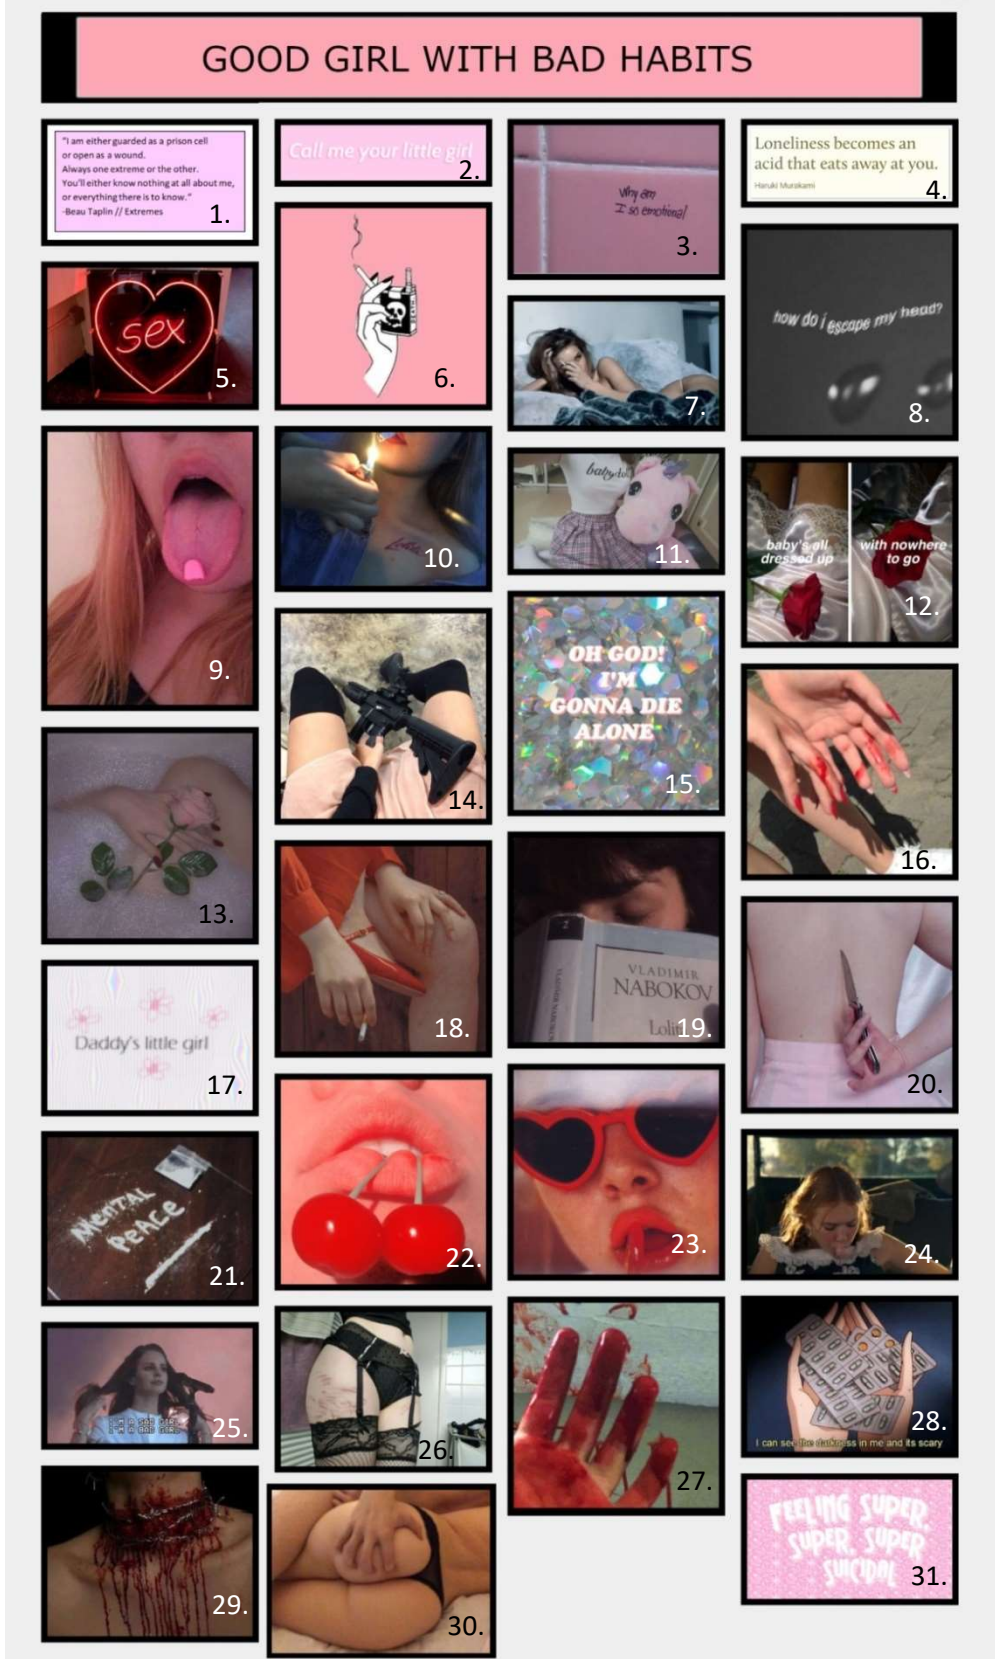 GOOD GIRL WITH BAD HABITS
"I am either guarded as a prison cell
or open as a wound.
Always one extreme or the other.
You'll either know nothing at all about me,
or everything there is to know."
-Beau Taplin // Extremes
1.
Call me your little girl
2.
Why am
I so emotional
3.
Loneliness becomes an
acid that eats away at you.
Haruki Murakami
4.
sex
5.
6.
7.
how do i escape my head?
8.
9.
10.
babydoll
11.
baby's all
dressed up
with nowhere
to go
12.
13.
14.
OH GOD!
I'M
GONNA DIE
ALONE
15.
16.
Daddy's little girl
17.
18.
VLADIMIR
NABOKOV
19.
20.
MENTAL
PEACE
21.
22.
23.
24.
25.
26.
27.
28.
I can see the darkness in me and its scary
29.
30.
FEELING SUPER,
SUPER, SUPER
SUICIDAL
31.